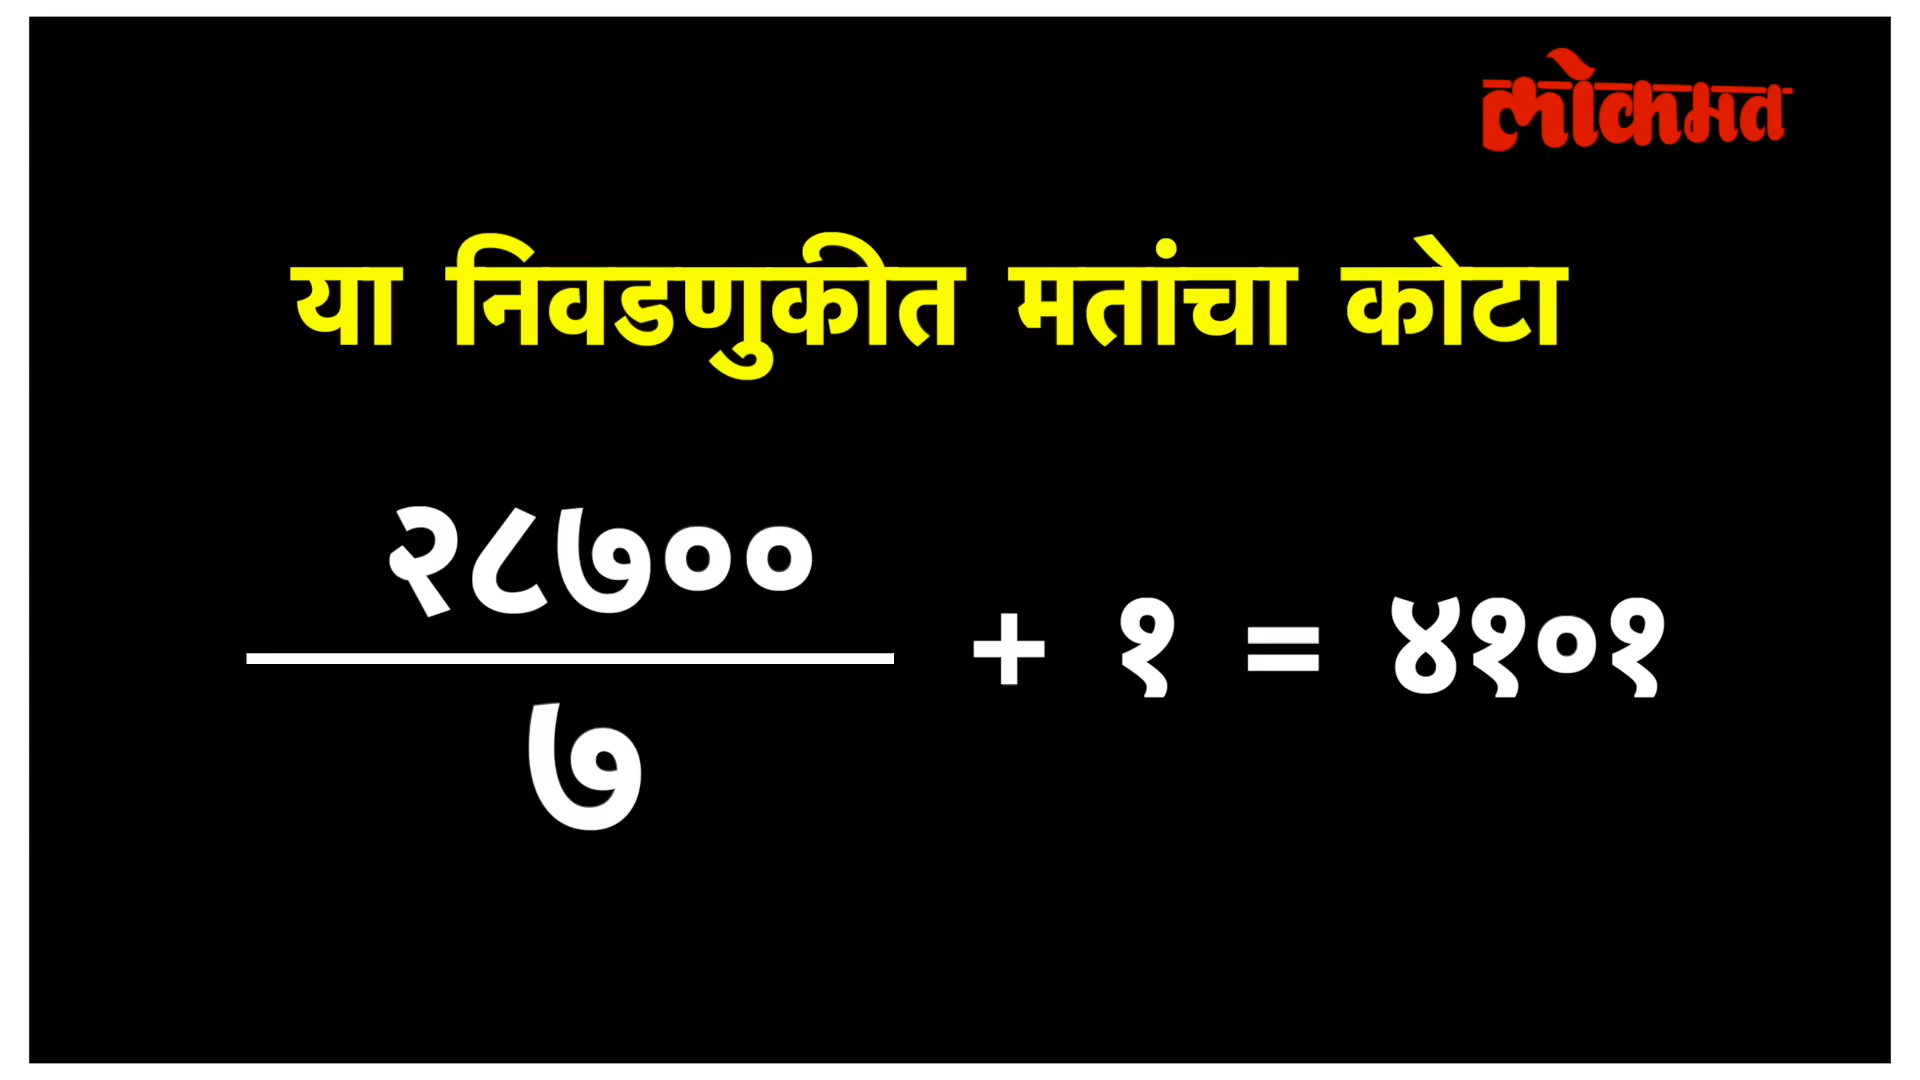 लोकमत
या निवडणुकीत मतांचा कोटा
२८७००
७
+ १ = ४१०१